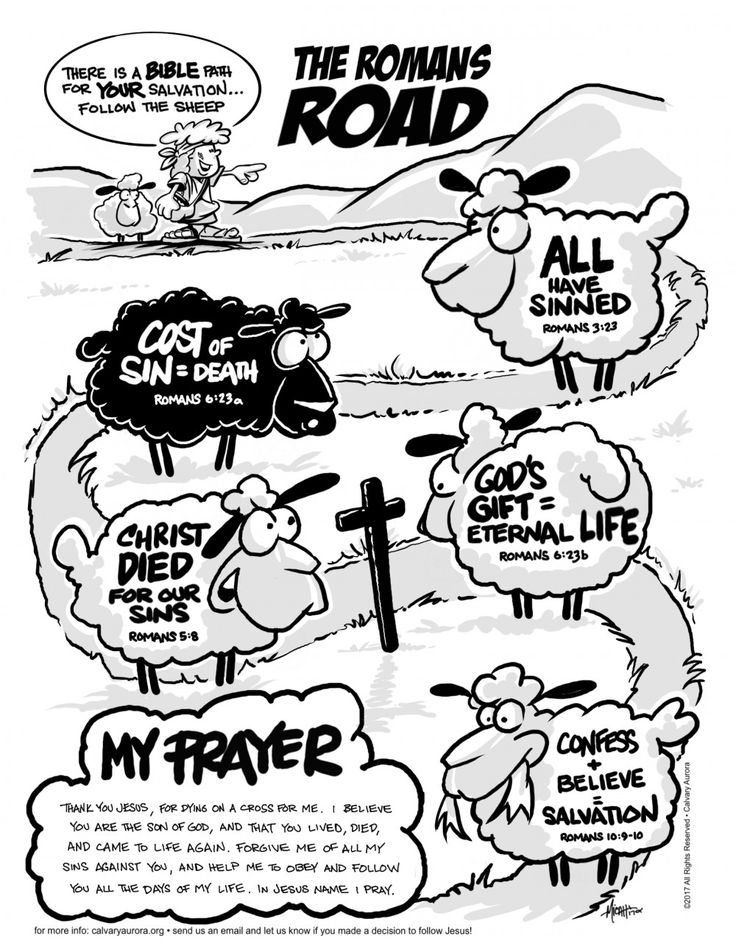 THERE IS A BIBLE PATH
FOR YOUR SALVATION...
FOLLOW THE SHEEP
THE ROMANS
ROAD
ALL
HAVE
SINNED
ROMANS 3:23
COST OF
SIN = DEATH
ROMANS 6:23a
GOD'S
GIFT =
ETERNAL LIFE
ROMANS 6:23b
CHRIST
DIED
FOR OUR
SINS
ROMANS 5:8
CONFESS
+
BELIEVE
=
SALVATION
ROMANS 10:9-10
MY PRAYER
THANK YOU JESUS, FOR DYING ON A CROSS FOR ME. I BELIEVE
YOU ARE THE SON OF GOD, AND THAT YOU LIVED, DIED,
AND CAME TO LIFE AGAIN. FORGIVE ME OF ALL MY
SINS AGAINST YOU, AND HELP ME TO OBEY AND FOLLOW
YOU ALL THE DAYS OF MY LIFE. IN JESUS NAME I PRAY.
©2017 All Rights Reserved • Calvary Aurora
for more info: calvaryaurora.org • send us an email and let us know if you made a decision to follow Jesus!